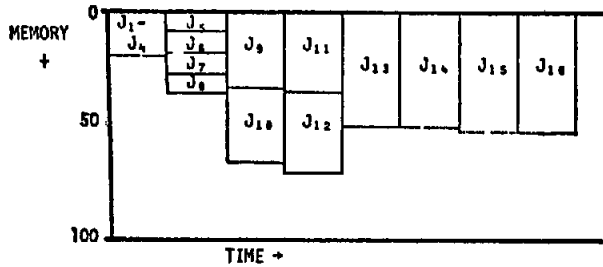 0
J₁-
J₄
J₅
J₆
J₇
J₈
J₉
J₁₀
J₁₁
J₁₂
J₁₃
J₁₄
J₁₅
J₁₆
MEMORY
50
100
TIME →